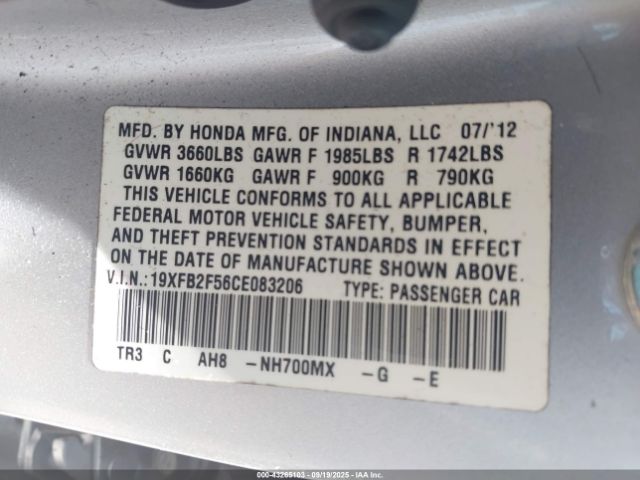 MFD. BY HONDA MFG. OF INDIANA, LLC 07/'12
GVWR 3660LBS GAWR F 1985LBS R 1742LBS
GVWR 1660KG GAWR F 900KG R 790KG
THIS VEHICLE CONFORMS TO ALL APPLICABLE
FEDERAL MOTOR VEHICLE SAFETY, BUMPER,
AND THEFT PREVENTION STANDARDS IN EFFECT
ON THE DATE OF MANUFACTURE SHOWN ABOVE.
V.I.N.:19XFB2F56CE083206 TYPE: PASSENGER CAR
TR3 C AH8 -NH700MX -G -E
000-43265103 - 09/19/2025 - IAAI.com